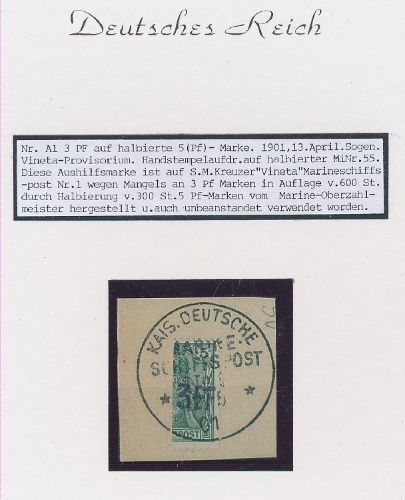 Deutsches Reich
Nr. A1 3 PF auf halbierte 5(Pf)- Marke. 1901,13.April.Sogen.
Vineta-Provisorium. Handstempelaufdr.auf halbierter MiNr.55.
Diese Aushilfsmarke ist auf S.M.Kreuzer"Vineta"Marineschiffs
-post Nr.1 wegen Mangels an 3 Pf Marken in Auflage v.600 St.
durch Halbierung v.300 St.5 Pf-Marken vom Marine-Oberzahl-
meister hergestellt u.auch unbeanstandet verwendet worden.
KAIS. DEUTSCHE
MARINE-
SCHIFFSPOST
3PF
01
POST